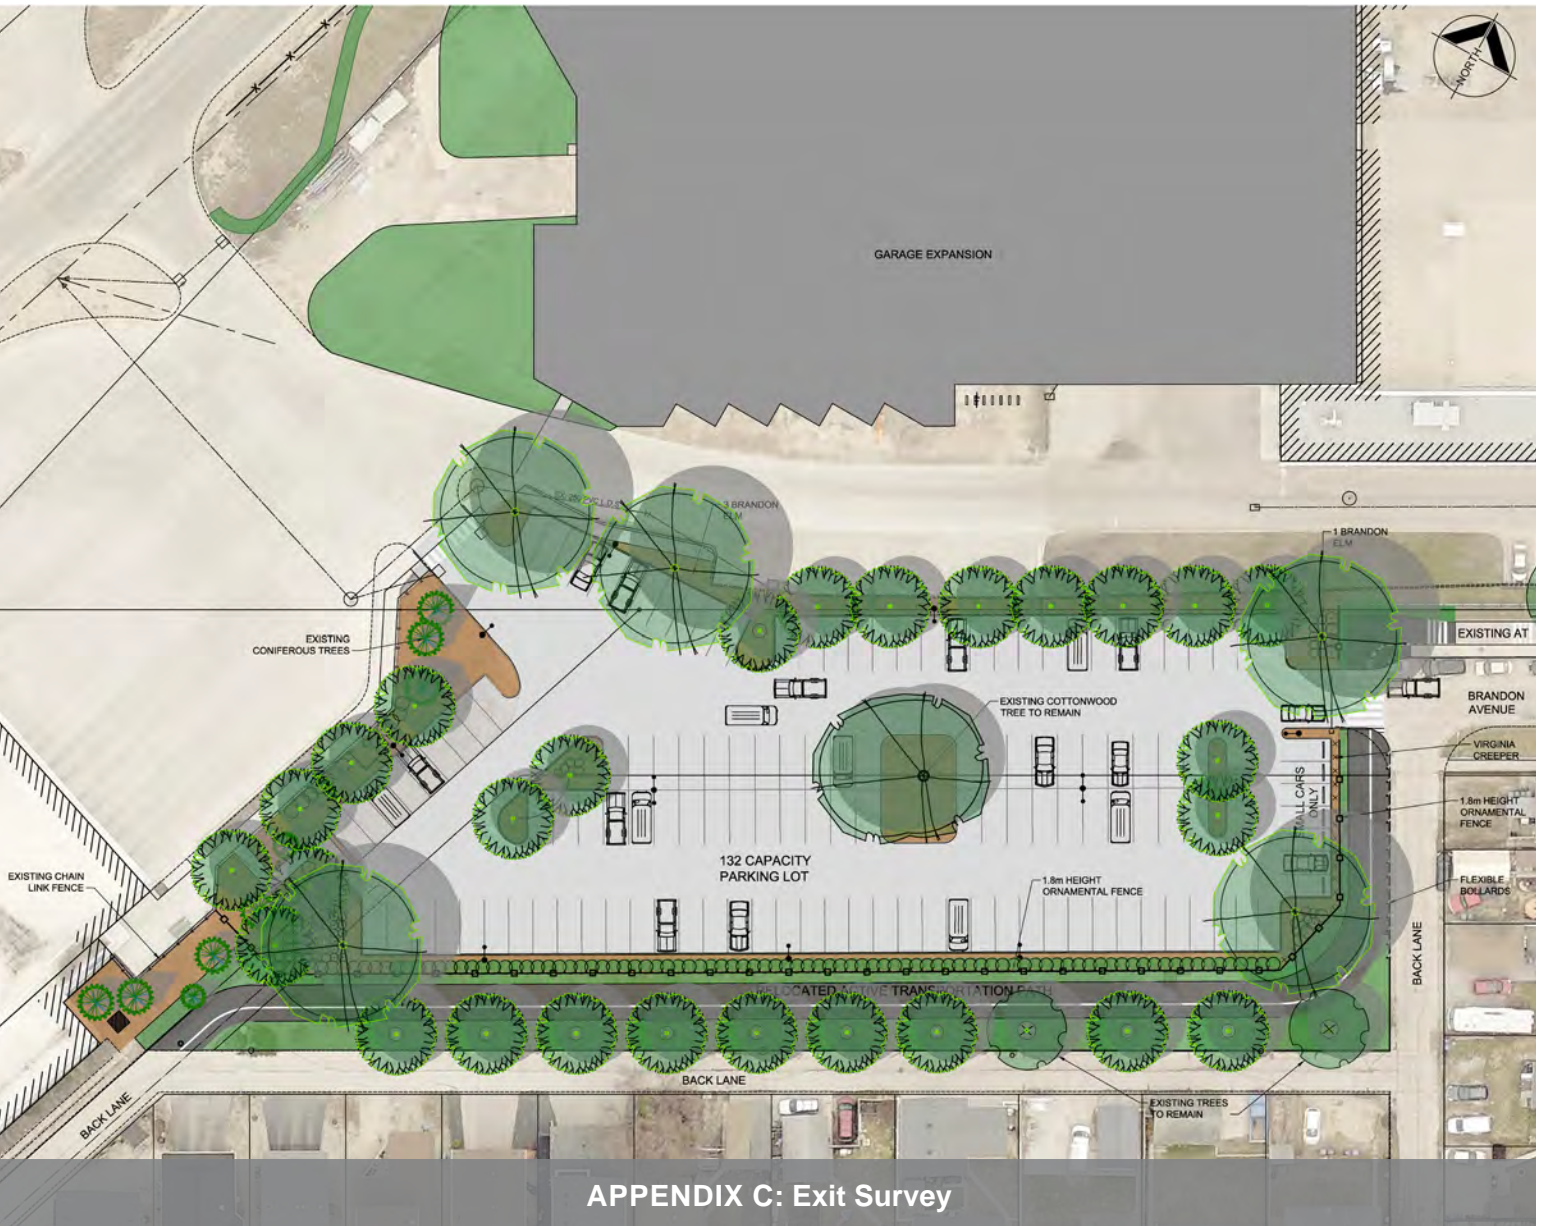 NORTH
GARAGE EXPANSION
3 BRANDON
ELM
1 BRANDON
ELM
EXISTING
CONIFEROUS TREES
EXISTING AT
EXISTING COTTONWOOD
TREE TO REMAIN
BRANDON
AVENUE
VIRGINIA
CREEPER
SMALL CARS
ONLY
1.8m HEIGHT
ORNAMENTAL
FENCE
132 CAPACITY
PARKING LOT
EXISTING CHAIN
LINK FENCE
1.8m HEIGHT
ORNAMENTAL FENCE
FLEXIBLE
BOLLARDS
BACK LANE
RELOCATED ACTIVE TRANSPORTATION PATH
BACK LANE
BACK LANE
EXISTING TREES
TO REMAIN
APPENDIX C: Exit Survey